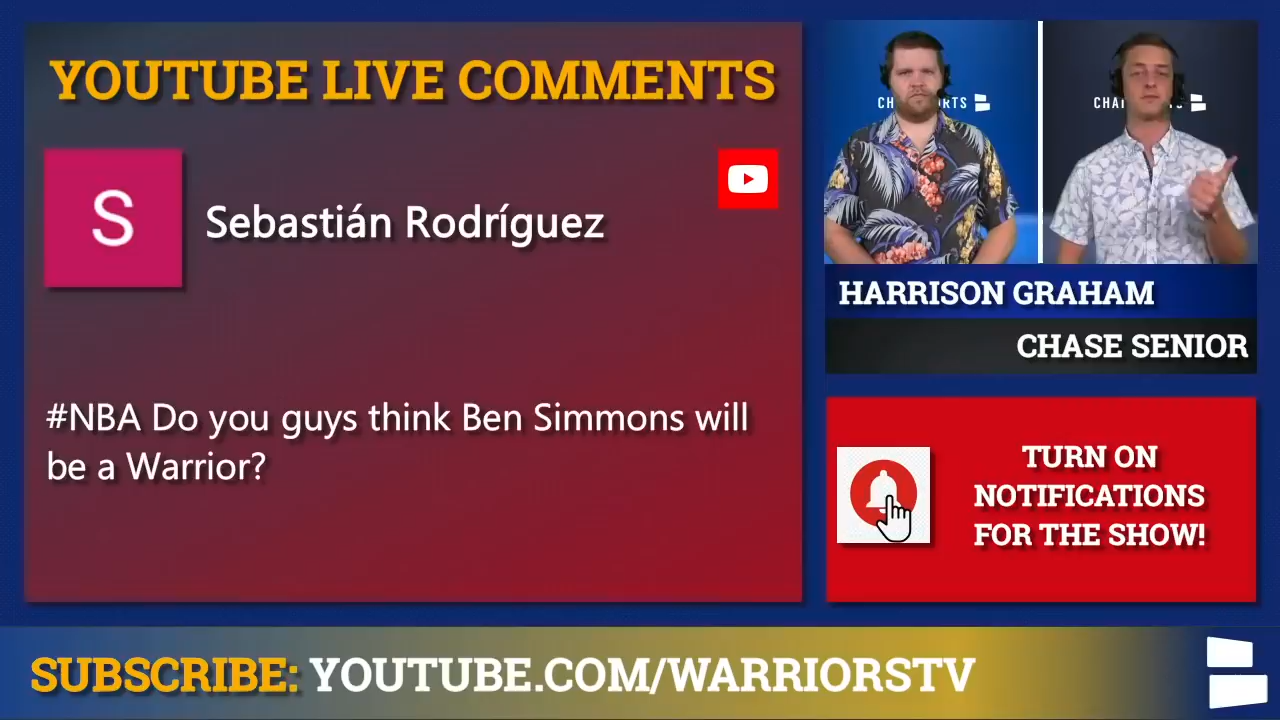 YOUTUBE LIVE COMMENTS
S
Sebastián Rodríguez
#NBA Do you guys think Ben Simmons will
be a Warrior?
HARRISON GRAHAM
CHASE SENIOR
TURN ON
NOTIFICATIONS
FOR THE SHOW!
SUBSCRIBE: YOUTUBE.COM/WARRIORSTV